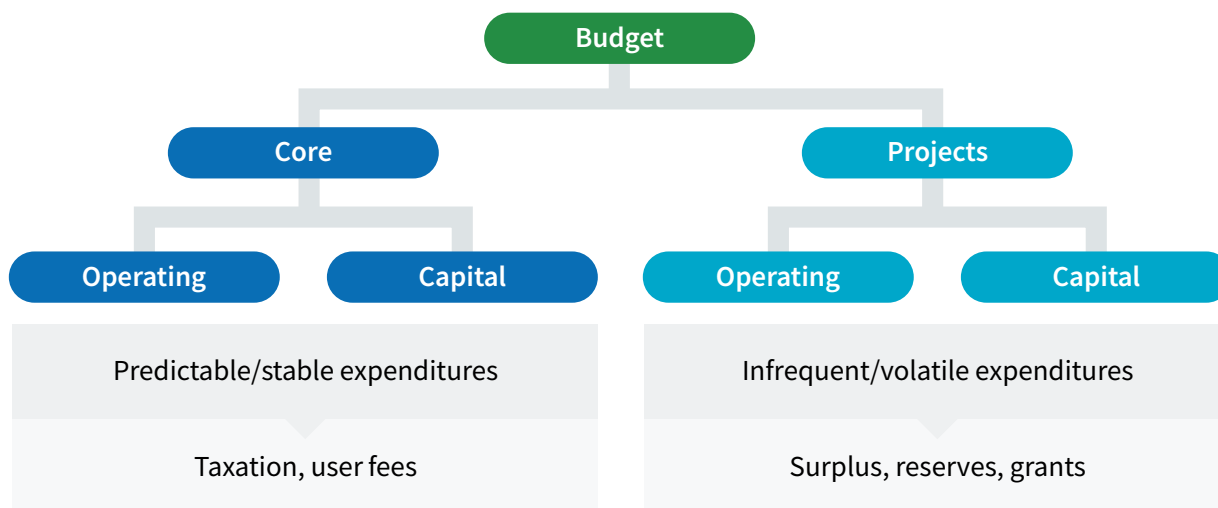 Budget
Core
Projects
Operating
Capital
Operating
Capital
Predictable/stable expenditures
Infrequent/volatile expenditures
Taxation, user fees
Surplus, reserves, grants